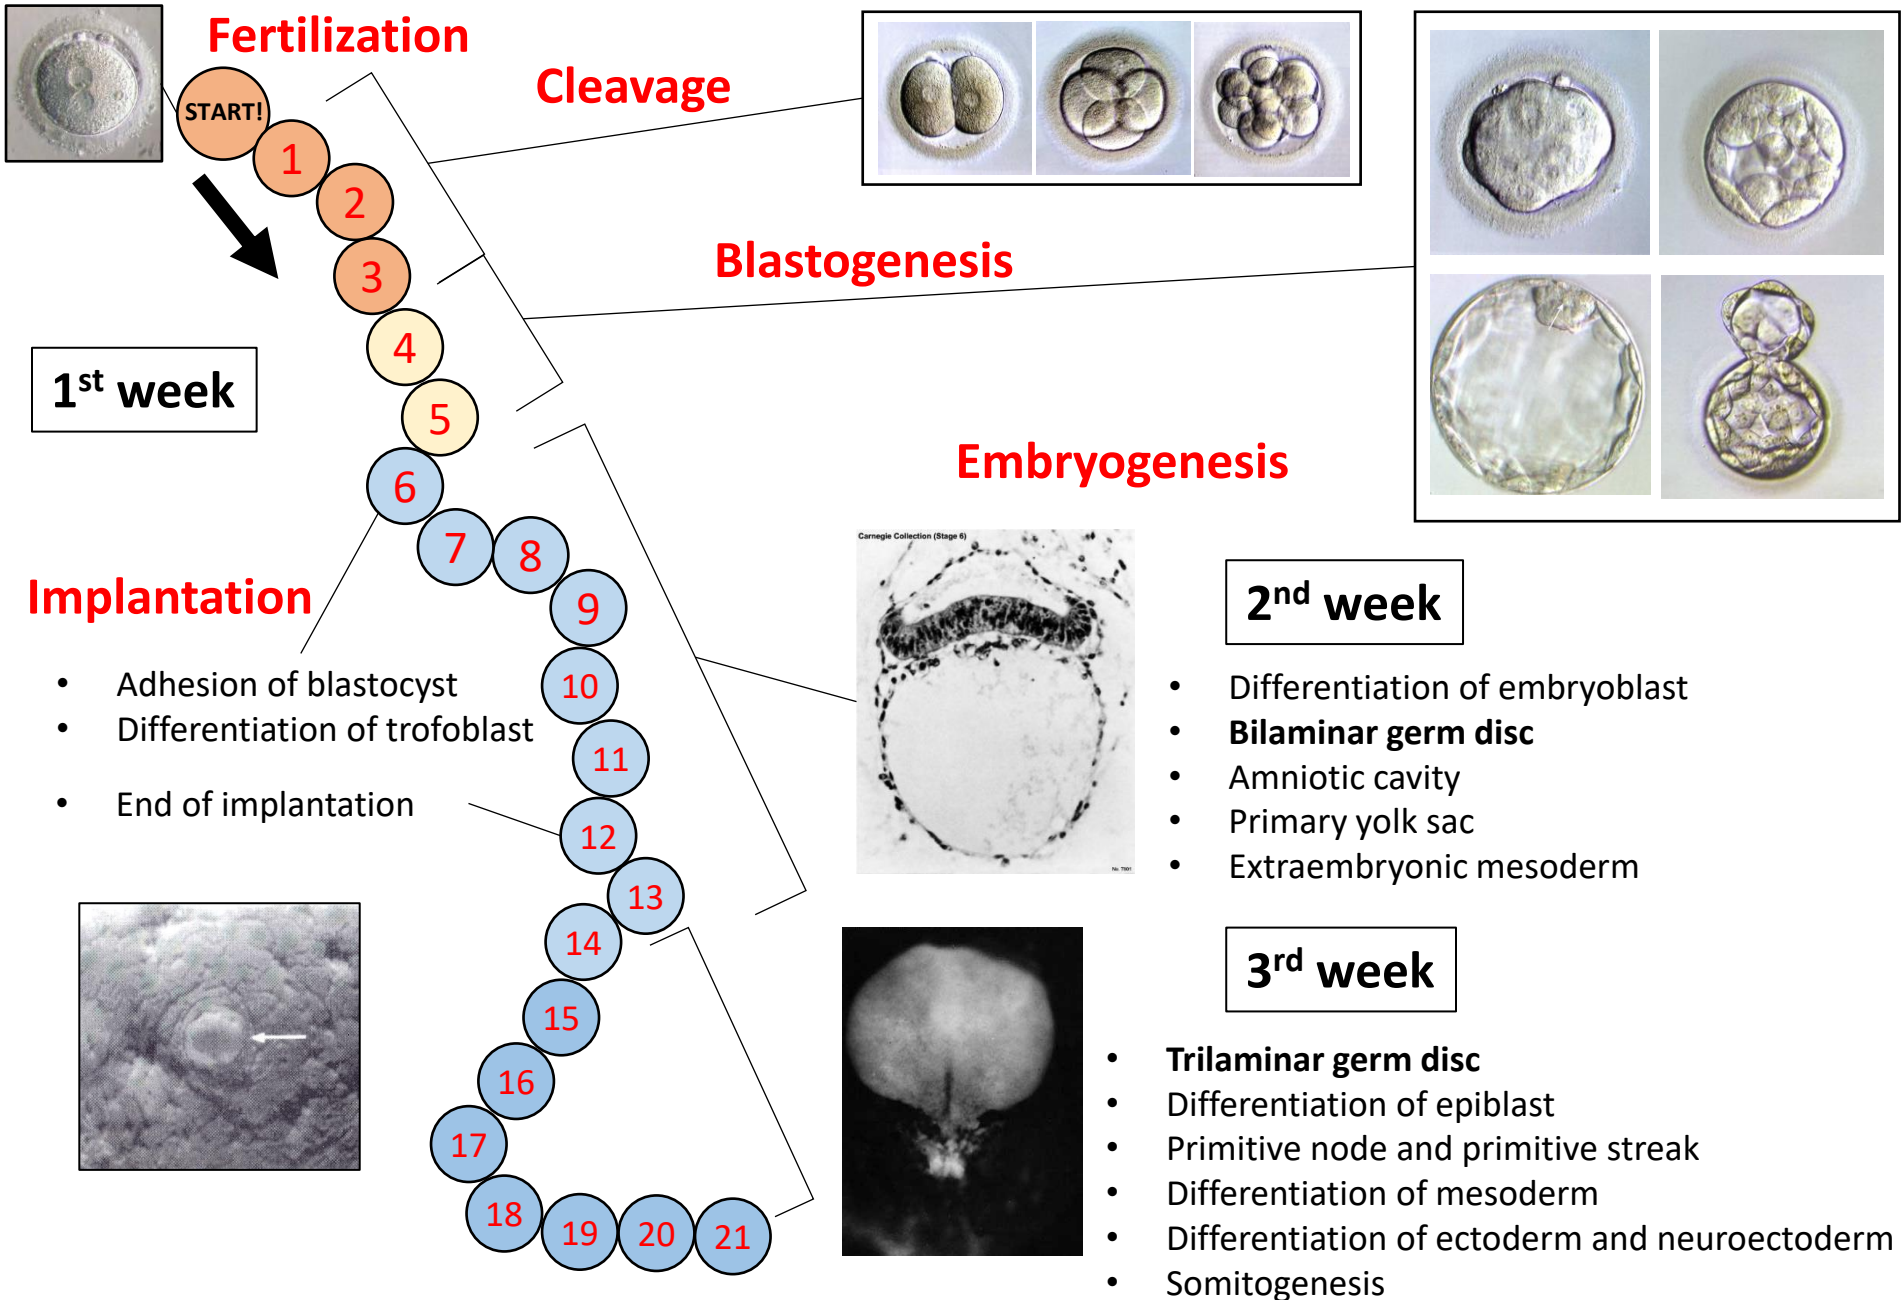 Fertilization
START!
1
2
3
4
5
6
7
8
9
10
11
12
13
14
15
16
17
18
19
20
21
Cleavage
Blastogenesis
1st week
Embryogenesis
Implantation
• Adhesion of blastocyst
• Differentiation of trofoblast
• End of implantation
Carnegie Collection (Stage 6)
No. 7801
2nd week
• Differentiation of embryoblast
• Bilaminar germ disc
• Amniotic cavity
• Primary yolk sac
• Extraembryonic mesoderm
3rd week
• Trilaminar germ disc
• Differentiation of epiblast
• Primitive node and primitive streak
• Differentiation of mesoderm
• Differentiation of ectoderm and neuroectoderm
• Somitogenesis